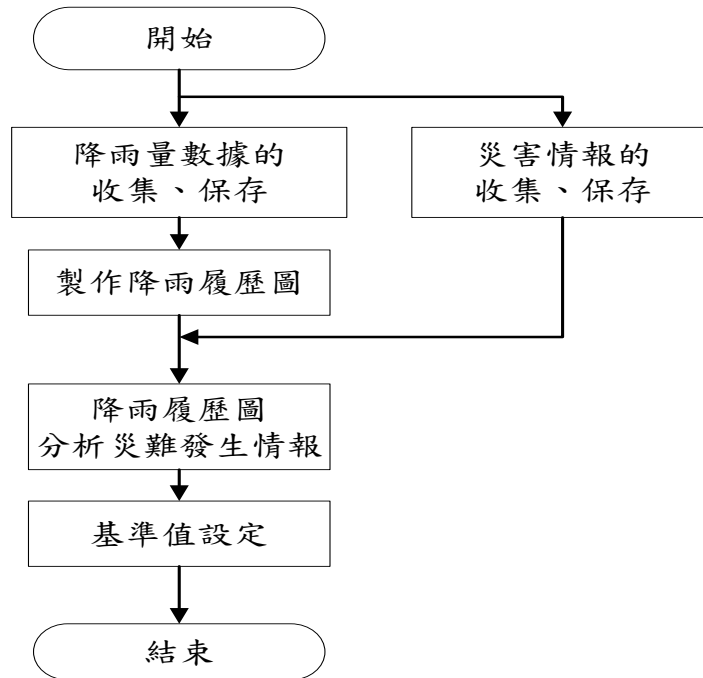 開始
降雨量數據的
收集、保存
災害情報的
收集、保存
製作降雨履歷圖
降雨履歷圖
分析災難發生情報
基準值設定
結束